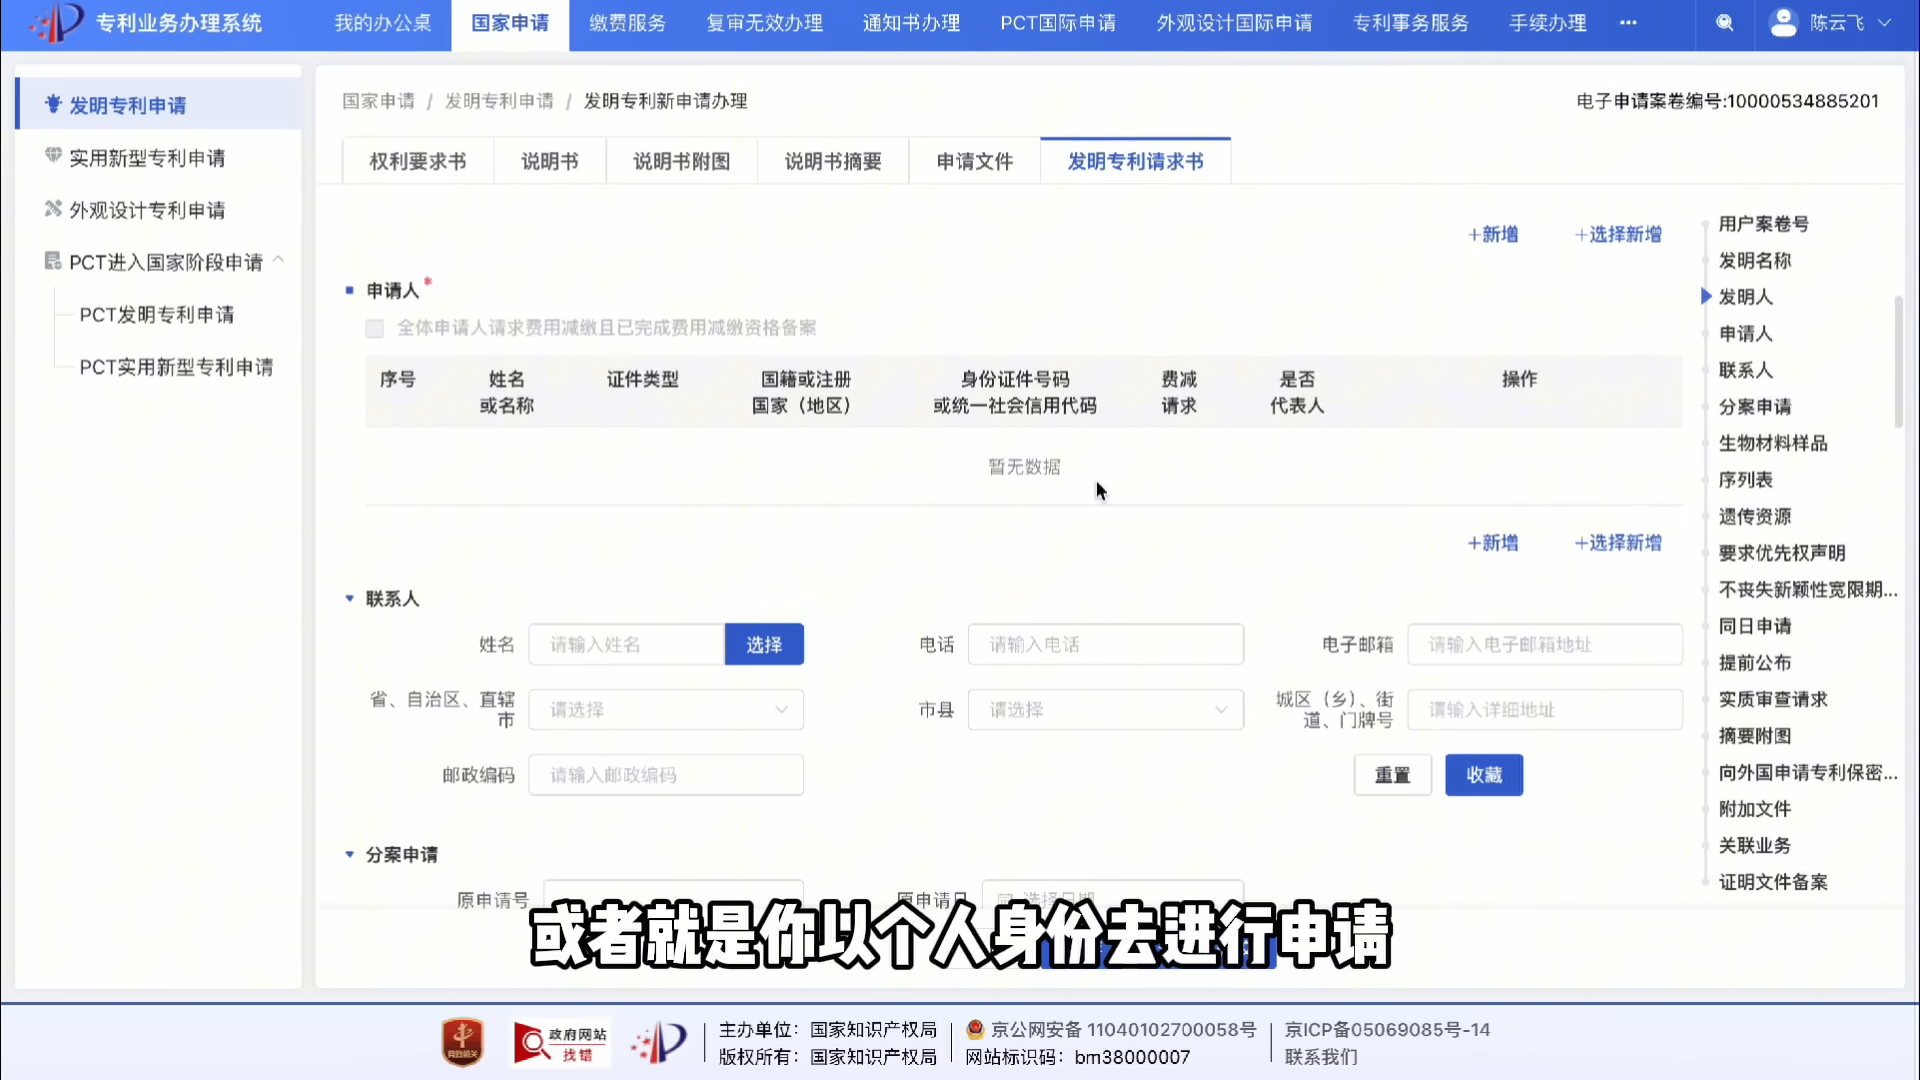 专利业务办理系统
我的办公桌 国家申请 缴费服务 复审无效办理 通知书办理 PCT国际申请 外观设计国际申请 专利事务服务 手续办理 ··· 陈云飞
发明专利申请
实用新型专利申请
外观设计专利申请
PCT进入国家阶段申请
PCT发明专利申请
PCT实用新型专利申请
国家申请 / 发明专利申请 / 发明专利新申请办理
电子申请案卷编号:10000534885201
权利要求书 说明书 说明书附图 说明书摘要 申请文件 发明专利请求书
+新增 +选择新增
申请人*
全体申请人请求费用减缴且已完成费用减缴资格备案
序号 姓名或名称 证件类型 国籍或注册国家（地区） 身份证件号码或统一社会信用代码 费减请求 是否代表人 操作
暂无数据
+新增 +选择新增
联系人
姓名 请输入姓名 选择 电话 请输入电话 电子邮箱 请输入电子邮箱地址
省、自治区、直辖市 请选择 市县 请选择 城区（乡）、街道、门牌号 请输入详细地址
邮政编码 请输入邮政编码 重置 收藏
分案申请
原申请号 原申请日 选择日期
或者就是你以个人身份去进行申请
用户案卷号
发明名称
发明人
申请人
联系人
分案申请
生物材料样品
序列表
遗传资源
要求优先权声明
不丧失新颖性宽限期...
同日申请
提前公布
实质审查请求
摘要附图
向外国申请专利保密...
附加文件
关联业务
证明文件备案
党政机关
政府网站
找错
主办单位：国家知识产权局
版权所有：国家知识产权局
京公网安备 11040102700058号
网站标识码：bm38000007
京ICP备05069085号-14
联系我们